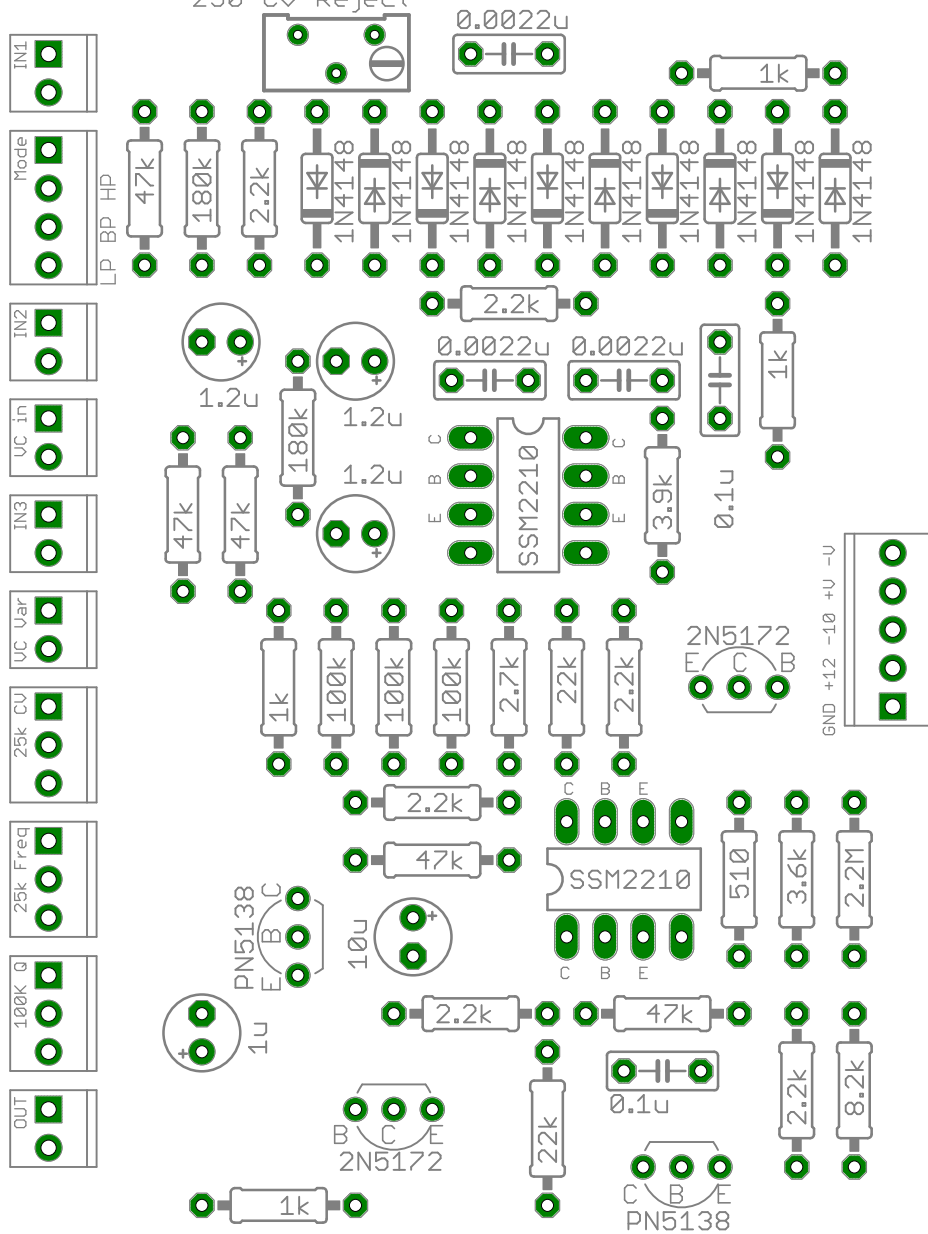 250 CV Reject
0.0022u
IN1
1k
Mode
LP BP HP
47k
180k
2.2k
1N4148
1N4148
1N4148
1N4148
1N4148
1N4148
1N4148
1N4148
1N4148
1N4148
2.2k
IN2
+
1.2u
+
1.2u
0.0022u
0.0022u
1k
0.1u
VC in
180k
1.2u
+
C
B
E
SSM2210
C
B
E
3.9k
IN3
47k
47k
-V
+V
-10
+12
GND
VC Var
1k
100k
100k
100k
2.7k
22k
2.2k
2N5172
E C B
25k CV
2.2k
C B E
47k
SSM2210
C B E
510
3.6k
2.2M
25k Freq
PN5138
C
B
E
10u
+
100K Q
1u
+
2.2k
47k
0.1u
2.2k
8.2k
OUT
B C E
2N5172
22k
C B E
PN5138
1k